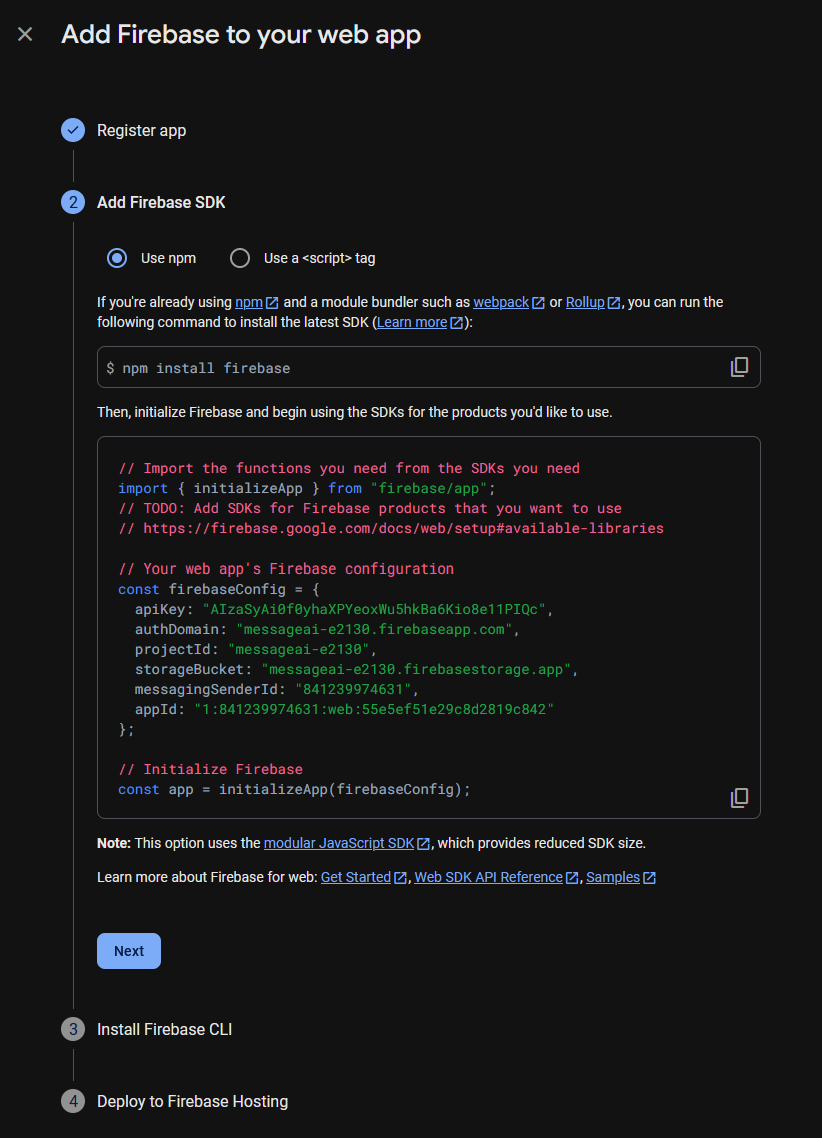 Add Firebase to your web app
Register app
2 Add Firebase SDK
Use npm Use a <script> tag
If you're already using npm and a module bundler such as webpack or Rollup, you can run the
following command to install the latest SDK (Learn more):
$ npm install firebase
Then, initialize Firebase and begin using the SDKs for the products you'd like to use.
// Import the functions you need from the SDKs you need
import { initializeApp } from "firebase/app";
// TODO: Add SDKs for Firebase products that you want to use
// https://firebase.google.com/docs/web/setup#available-libraries
// Your web app's Firebase configuration
const firebaseConfig = {
  apiKey: "AIzaSyAi0f0yhaXPYeoxWu5hkBa6Kio8e11PIQc",
  authDomain: "messageai-e2130.firebaseapp.com",
  projectId: "messageai-e2130",
  storageBucket: "messageai-e2130.firebasestorage.app",
  messagingSenderId: "841239974631",
  appId: "1:841239974631:web:55e5ef51e29c8d2819c842"
};
// Initialize Firebase
const app = initializeApp(firebaseConfig);
Note: This option uses the modular JavaScript SDK, which provides reduced SDK size.
Learn more about Firebase for web: Get Started, Web SDK API Reference, Samples
Next
3 Install Firebase CLI
4 Deploy to Firebase Hosting